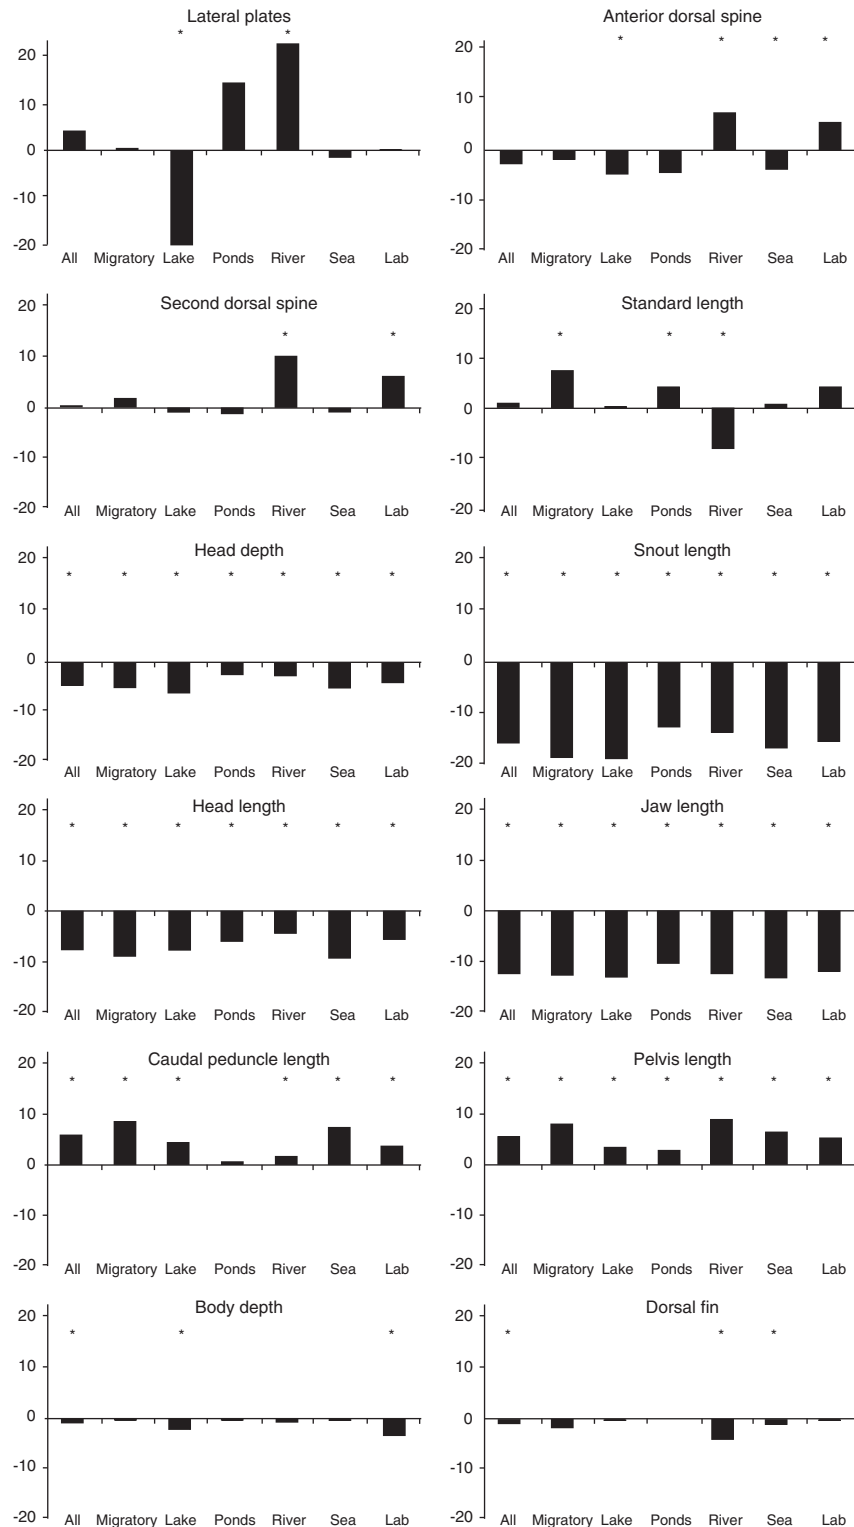 Lateral plates
* *
20
10
0
-10
-20
All Migratory Lake Ponds River Sea Lab
Anterior dorsal spine
* * * *
20
10
0
-10
-20
All Migratory Lake Ponds River Sea Lab
Second dorsal spine
* *
20
10
0
-10
-20
All Migratory Lake Ponds River Sea Lab
Standard length
* * *
20
10
0
-10
-20
All Migratory Lake Ponds River Sea Lab
Head depth
* * * * * * *
20
10
0
-10
-20
All Migratory Lake Ponds River Sea Lab
Snout length
* * * * * * *
20
10
0
-10
-20
All Migratory Lake Ponds River Sea Lab
Head length
* * * * * * *
20
10
0
-10
-20
All Migratory Lake Ponds River Sea Lab
Jaw length
* * * * * * *
20
10
0
-10
-20
All Migratory Lake Ponds River Sea Lab
Caudal peduncle length
* * * * * *
20
10
0
-10
-20
All Migratory Lake Ponds River Sea Lab
Pelvis length
* * * * * * *
20
10
0
-10
-20
All Migratory Lake Ponds River Sea Lab
Body depth
* * *
20
10
0
-10
-20
All Migratory Lake Ponds River Sea Lab
Dorsal fin
* * *
20
10
0
-10
-20
All Migratory Lake Ponds River Sea Lab